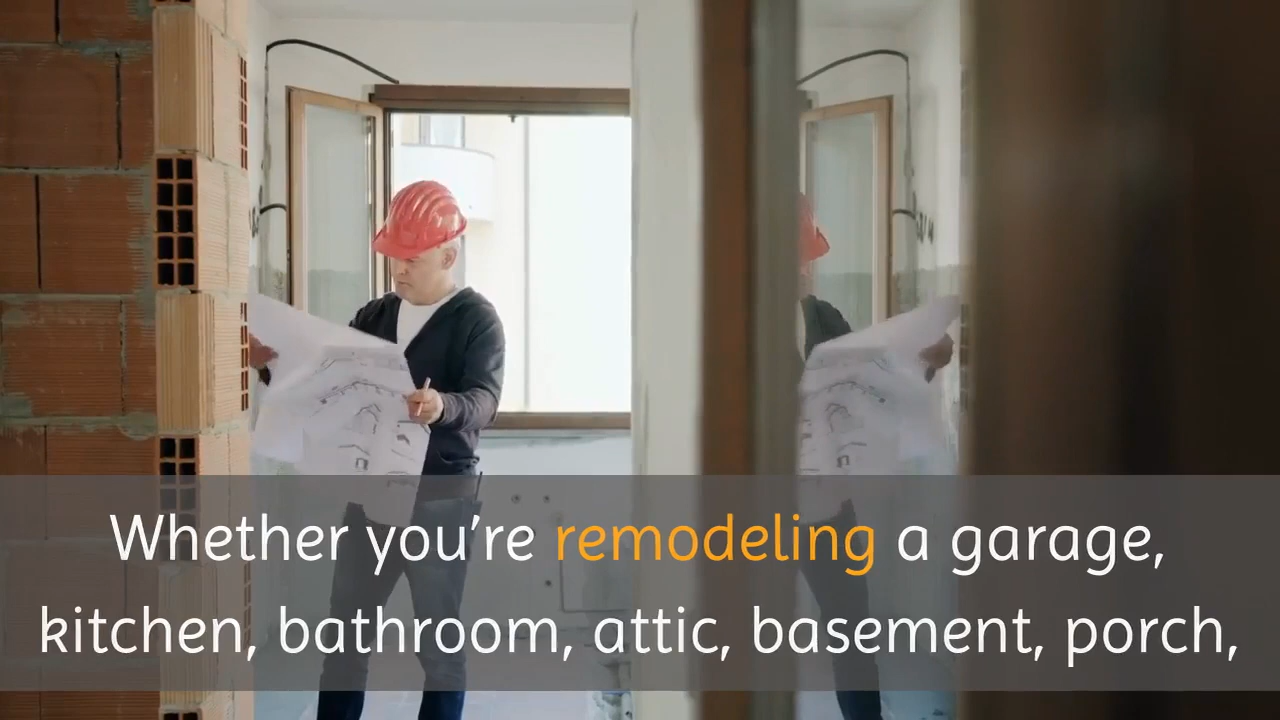 Whether you’re remodeling a garage,
kitchen, bathroom, attic, basement, porch,